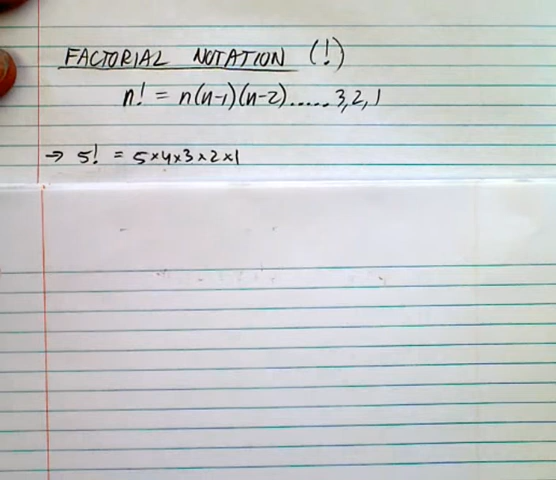 FACTORIAL NOTATION (!)
n! = n(n-1)(n-2)..... 3,2,1
→ 5! = 5×4×3×2×1